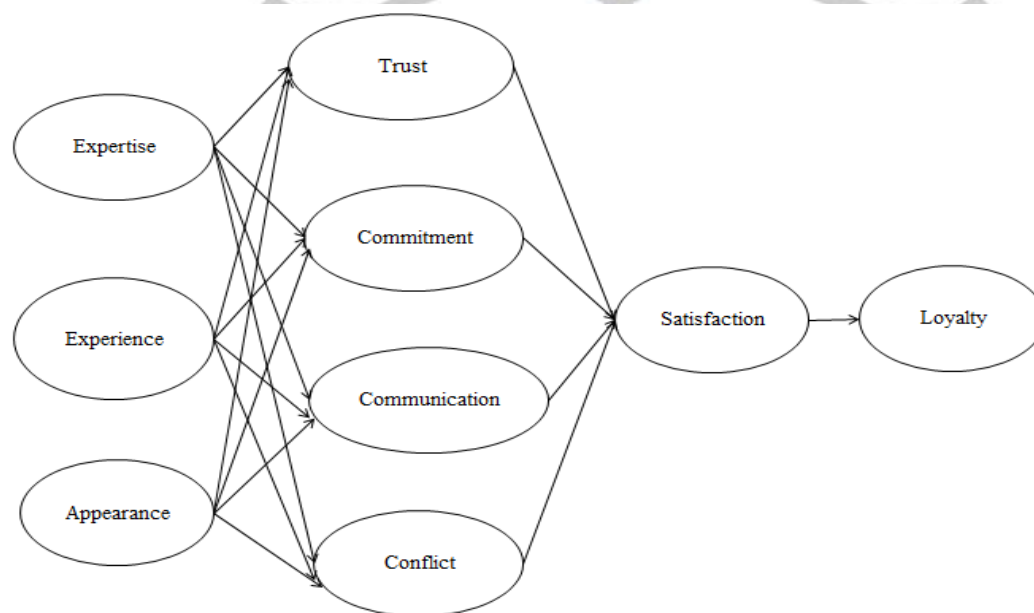 Trust
Expertise
Commitment
Experience
Satisfaction
Loyalty
Communication
Appearance
Conflict